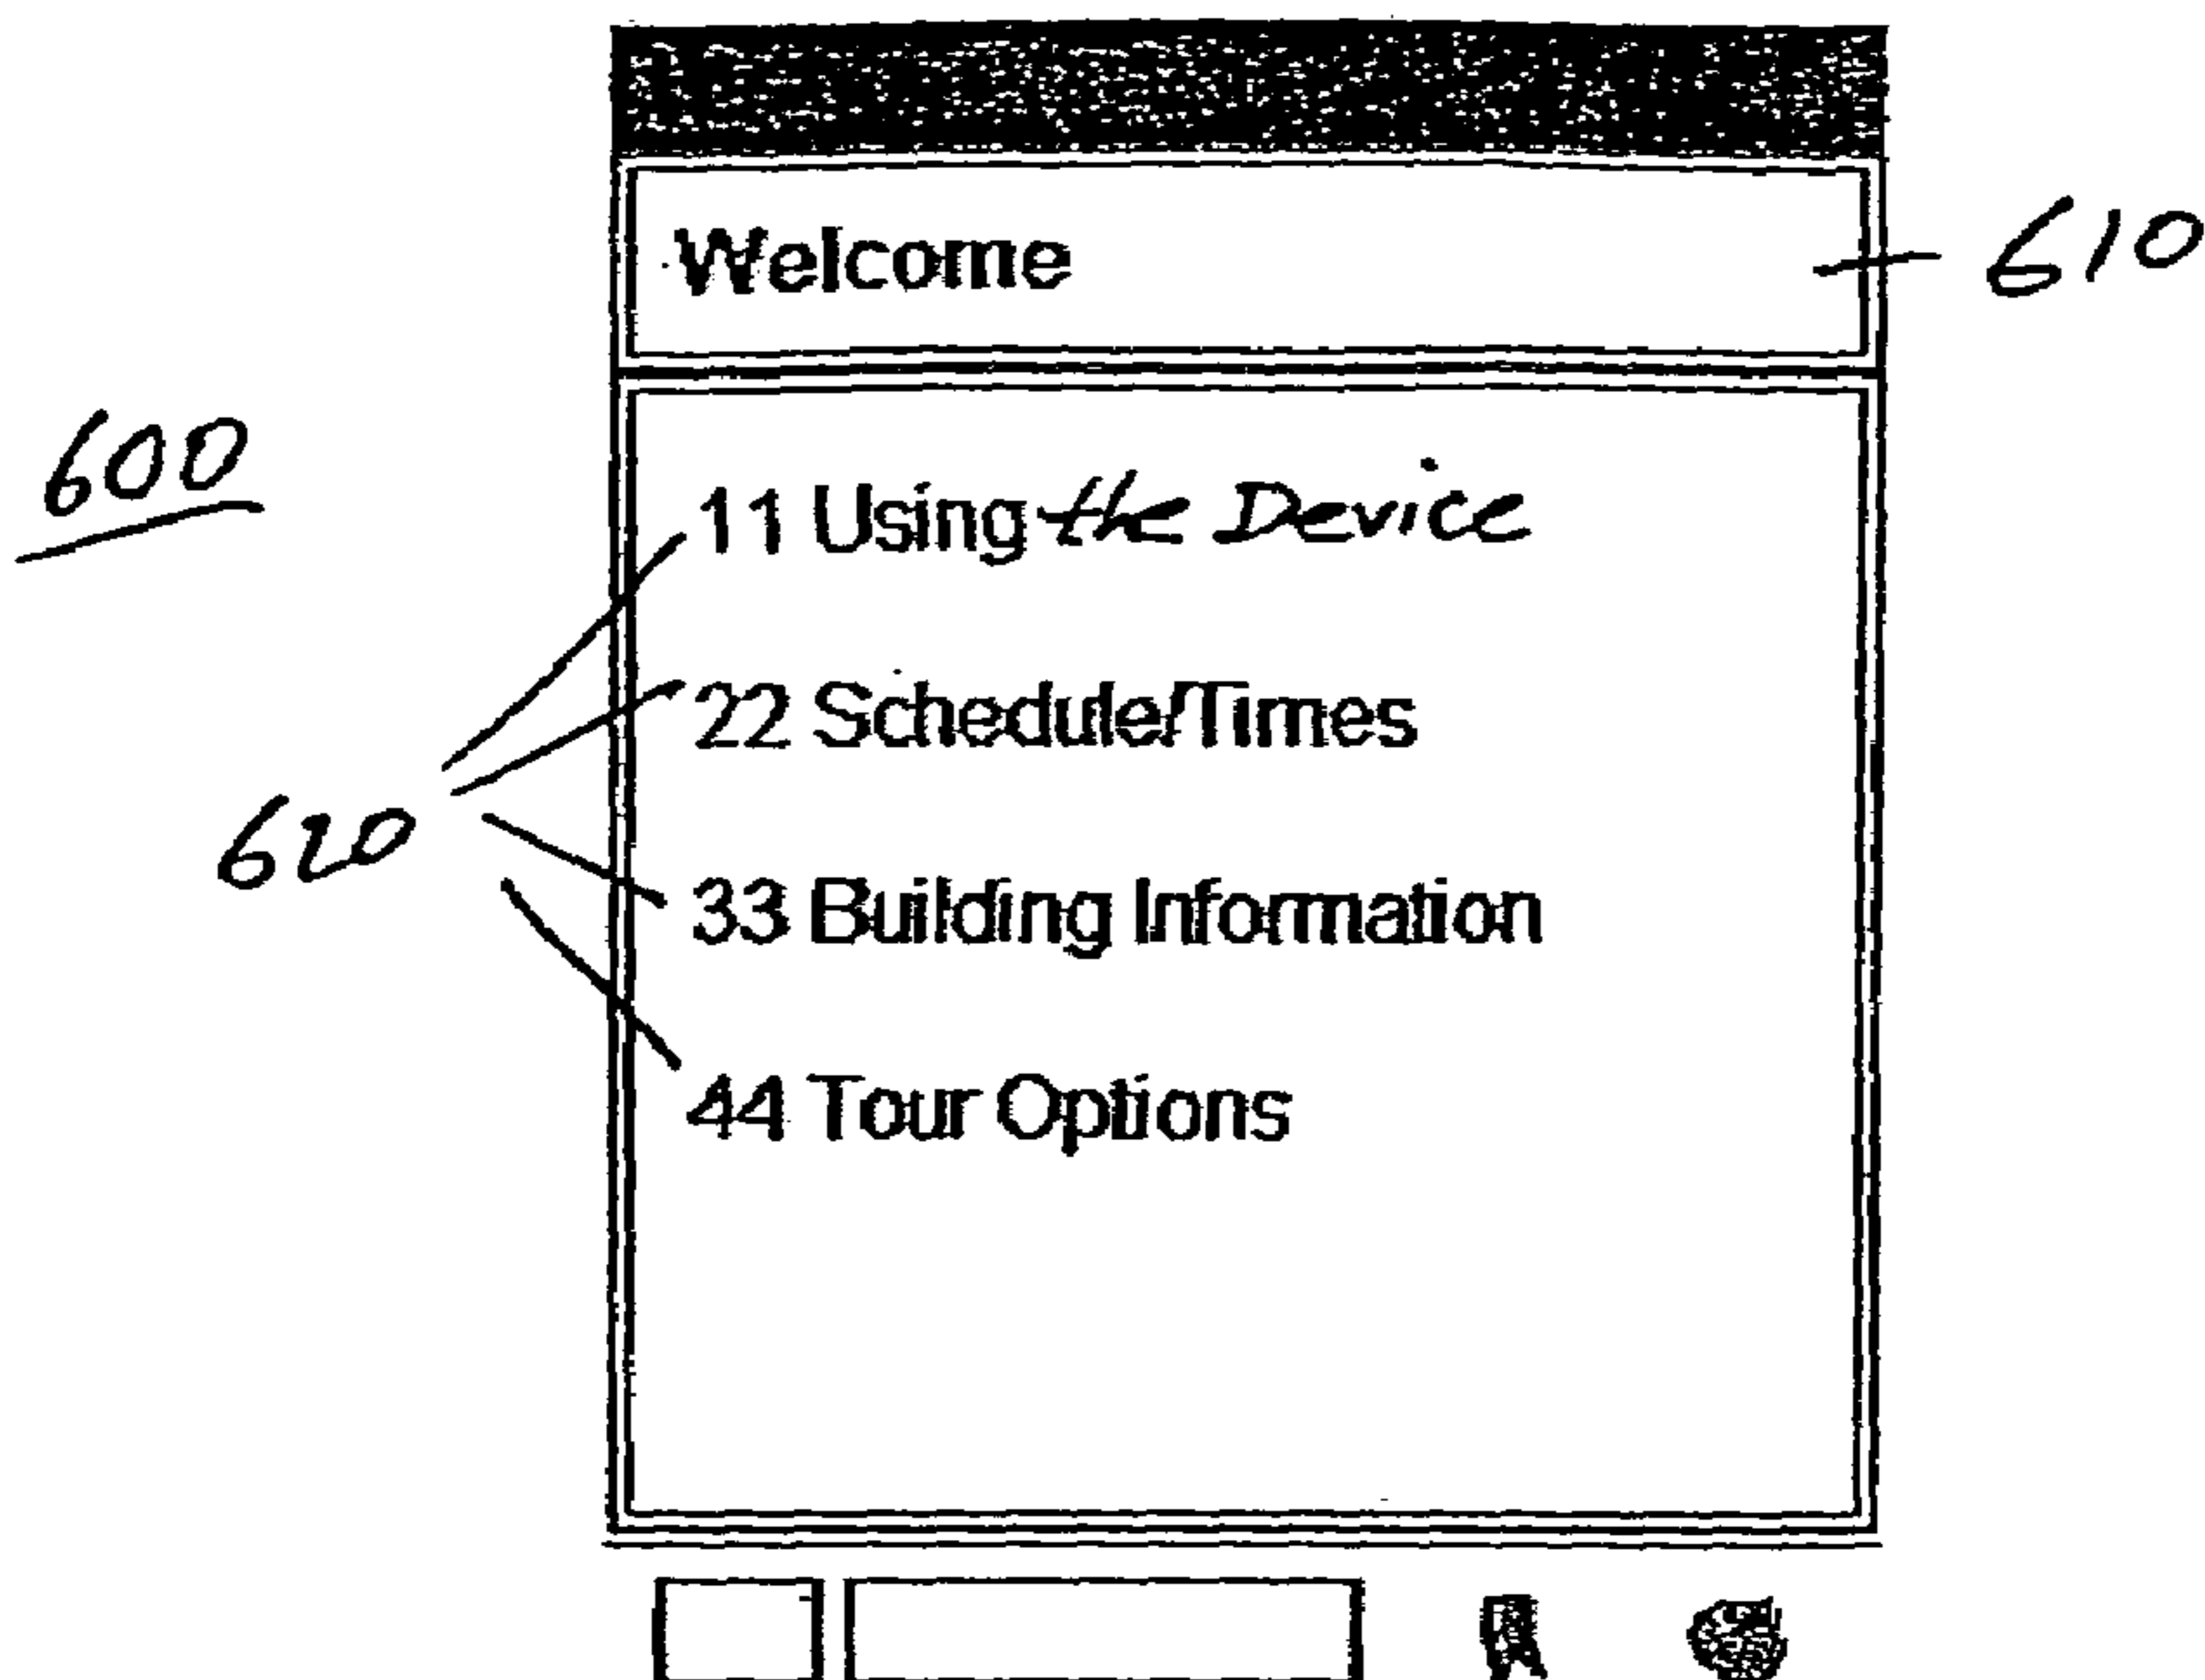 Welcome
610
600
11 Using the Device
22 Schedule/Times
620
33 Building Information
44 Tour Options